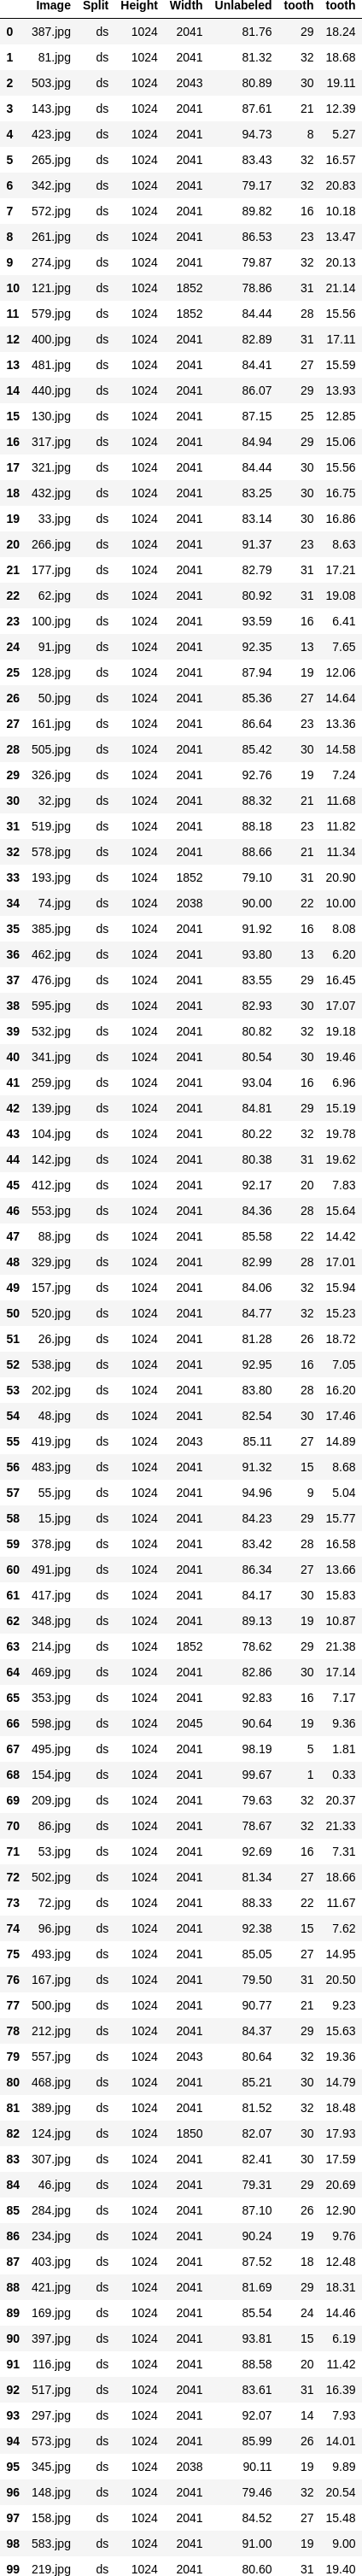 Image Split Height Width Unlabeled tooth tooth
0 387.jpg ds 1024 2041 81.76 29 18.24
1 81.jpg ds 1024 2041 81.32 32 18.68
2 503.jpg ds 1024 2043 80.89 30 19.11
3 143.jpg ds 1024 2041 87.61 21 12.39
4 423.jpg ds 1024 2041 94.73 8 5.27
5 265.jpg ds 1024 2041 83.43 32 16.57
6 342.jpg ds 1024 2041 79.17 32 20.83
7 572.jpg ds 1024 2041 89.82 16 10.18
8 261.jpg ds 1024 2041 86.53 23 13.47
9 274.jpg ds 1024 2041 79.87 32 20.13
10 121.jpg ds 1024 1852 78.86 31 21.14
11 579.jpg ds 1024 1852 84.44 28 15.56
12 400.jpg ds 1024 2041 82.89 31 17.11
13 481.jpg ds 1024 2041 84.41 27 15.59
14 440.jpg ds 1024 2041 86.07 29 13.93
15 130.jpg ds 1024 2041 87.15 25 12.85
16 317.jpg ds 1024 2041 84.94 29 15.06
17 321.jpg ds 1024 2041 84.44 30 15.56
18 432.jpg ds 1024 2041 83.25 30 16.75
19 33.jpg ds 1024 2041 83.14 30 16.86
20 266.jpg ds 1024 2041 91.37 23 8.63
21 177.jpg ds 1024 2041 82.79 31 17.21
22 62.jpg ds 1024 2041 80.92 31 19.08
23 100.jpg ds 1024 2041 93.59 16 6.41
24 91.jpg ds 1024 2041 92.35 13 7.65
25 128.jpg ds 1024 2041 87.94 19 12.06
26 50.jpg ds 1024 2041 85.36 27 14.64
27 161.jpg ds 1024 2041 86.64 23 13.36
28 505.jpg ds 1024 2041 85.42 30 14.58
29 326.jpg ds 1024 2041 92.76 19 7.24
30 32.jpg ds 1024 2041 88.32 21 11.68
31 519.jpg ds 1024 2041 88.18 23 11.82
32 578.jpg ds 1024 2041 88.66 21 11.34
33 193.jpg ds 1024 1852 79.10 31 20.90
34 74.jpg ds 1024 2038 90.00 22 10.00
35 385.jpg ds 1024 2041 91.92 16 8.08
36 462.jpg ds 1024 2041 93.80 13 6.20
37 476.jpg ds 1024 2041 83.55 29 16.45
38 595.jpg ds 1024 2041 82.93 30 17.07
39 532.jpg ds 1024 2041 80.82 32 19.18
40 341.jpg ds 1024 2041 80.54 30 19.46
41 259.jpg ds 1024 2041 93.04 16 6.96
42 139.jpg ds 1024 2041 84.81 29 15.19
43 104.jpg ds 1024 2041 80.22 32 19.78
44 142.jpg ds 1024 2041 80.38 31 19.62
45 412.jpg ds 1024 2041 92.17 20 7.83
46 553.jpg ds 1024 2041 84.36 28 15.64
47 88.jpg ds 1024 2041 85.58 22 14.42
48 329.jpg ds 1024 2041 82.99 28 17.01
49 157.jpg ds 1024 2041 84.06 32 15.94
50 520.jpg ds 1024 2041 84.77 32 15.23
51 26.jpg ds 1024 2041 81.28 26 18.72
52 538.jpg ds 1024 2041 92.95 16 7.05
53 202.jpg ds 1024 2041 83.80 28 16.20
54 48.jpg ds 1024 2041 82.54 30 17.46
55 419.jpg ds 1024 2043 85.11 27 14.89
56 483.jpg ds 1024 2041 91.32 15 8.68
57 55.jpg ds 1024 2041 94.96 9 5.04
58 15.jpg ds 1024 2041 84.23 29 15.77
59 378.jpg ds 1024 2041 83.42 28 16.58
60 491.jpg ds 1024 2041 86.34 27 13.66
61 417.jpg ds 1024 2041 84.17 30 15.83
62 348.jpg ds 1024 2041 89.13 19 10.87
63 214.jpg ds 1024 1852 78.62 29 21.38
64 469.jpg ds 1024 2041 82.86 30 17.14
65 353.jpg ds 1024 2041 92.83 16 7.17
66 598.jpg ds 1024 2045 90.64 19 9.36
67 495.jpg ds 1024 2041 98.19 5 1.81
68 154.jpg ds 1024 2041 99.67 1 0.33
69 209.jpg ds 1024 2041 79.63 32 20.37
70 86.jpg ds 1024 2041 78.67 32 21.33
71 53.jpg ds 1024 2041 92.69 16 7.31
72 502.jpg ds 1024 2041 81.34 27 18.66
73 72.jpg ds 1024 2041 88.33 22 11.67
74 96.jpg ds 1024 2041 92.38 15 7.62
75 493.jpg ds 1024 2041 85.05 27 14.95
76 167.jpg ds 1024 2041 79.50 31 20.50
77 500.jpg ds 1024 2041 90.77 21 9.23
78 212.jpg ds 1024 2041 84.37 29 15.63
79 557.jpg ds 1024 2043 80.64 32 19.36
80 468.jpg ds 1024 2041 85.21 30 14.79
81 389.jpg ds 1024 2041 81.52 32 18.48
82 124.jpg ds 1024 1850 82.07 30 17.93
83 307.jpg ds 1024 2041 82.41 30 17.59
84 46.jpg ds 1024 2041 79.31 29 20.69
85 284.jpg ds 1024 2041 87.10 26 12.90
86 234.jpg ds 1024 2041 90.24 19 9.76
87 403.jpg ds 1024 2041 87.52 18 12.48
88 421.jpg ds 1024 2041 81.69 29 18.31
89 169.jpg ds 1024 2041 85.54 24 14.46
90 397.jpg ds 1024 2041 93.81 15 6.19
91 116.jpg ds 1024 2041 88.58 20 11.42
92 517.jpg ds 1024 2041 83.61 31 16.39
93 297.jpg ds 1024 2041 92.07 14 7.93
94 573.jpg ds 1024 2041 85.99 26 14.01
95 345.jpg ds 1024 2038 90.11 19 9.89
96 148.jpg ds 1024 2041 79.46 32 20.54
97 158.jpg ds 1024 2041 84.52 27 15.48
98 583.jpg ds 1024 2041 91.00 19 9.00
99 219.jpg ds 1024 2041 80.60 31 19.40